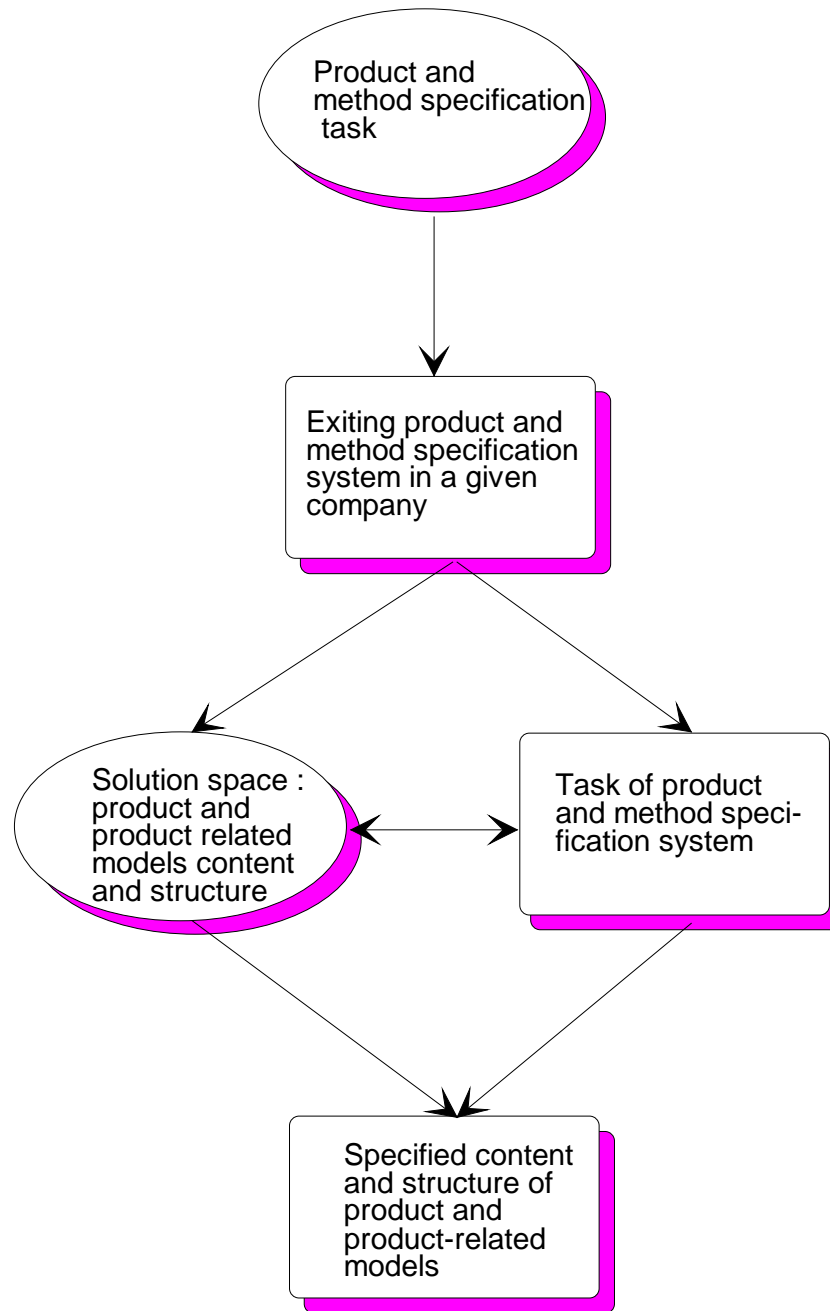 Product and
method specification
task
Exiting product and
method specification
system in a given
company
Solution space :
product and
product related
models content
and structure
Task of product
and method speci-
fication system
Specified content
and structure of
product and
product-related
models